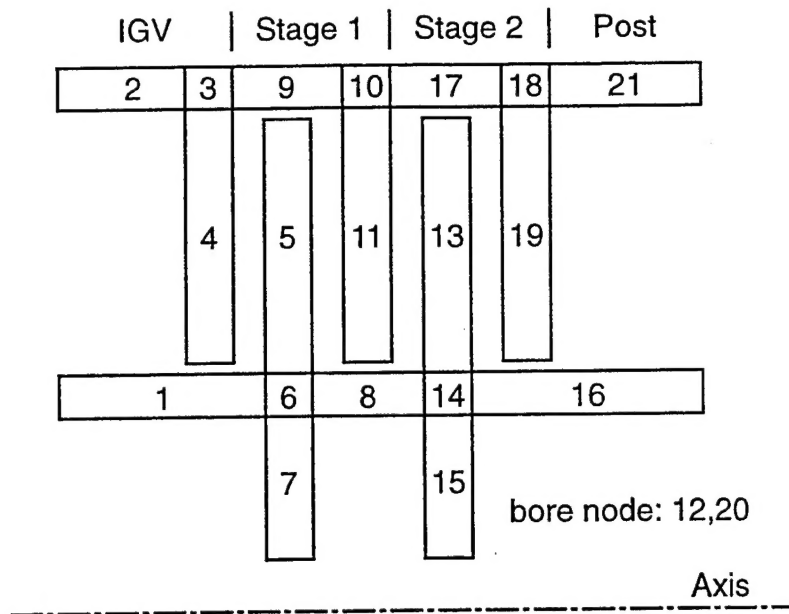 IGV | Stage 1 | Stage 2 | Post
2 3 9 10 17 18 21
4 5 11 13 19
1 6 8 14 16
7 15
bore node: 12,20
Axis